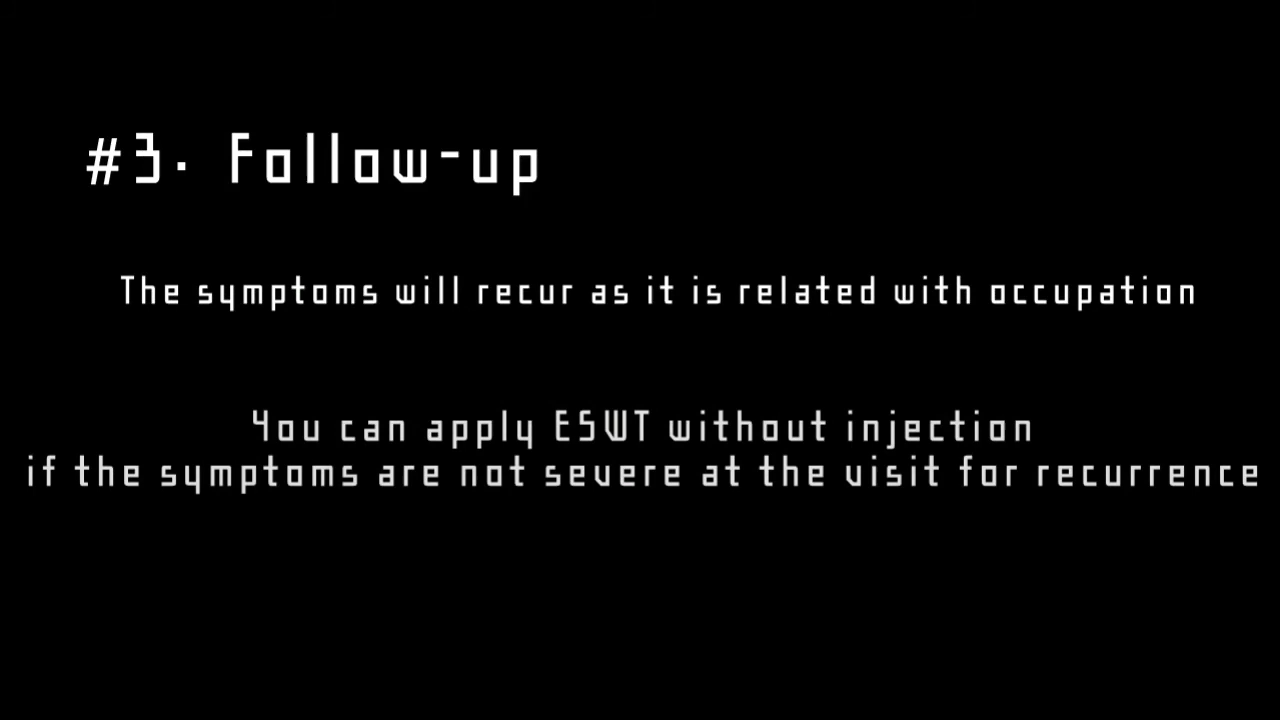 #3. Follow-up
The symptoms will recur as it is related with occupation
You can apply ESWT without injection
if the symptoms are not severe at the visit for recurrence